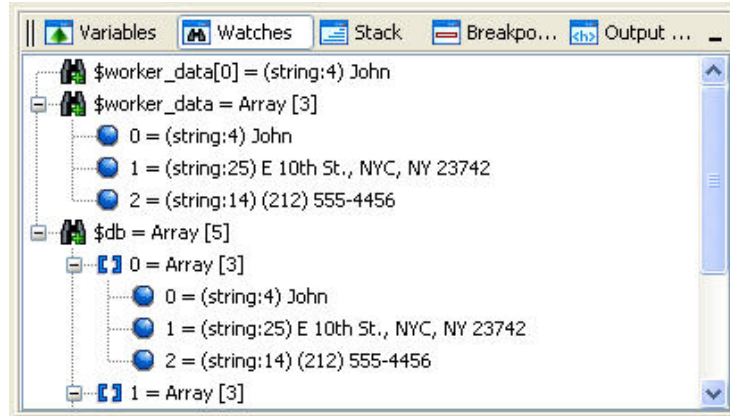 Variables Watches Stack Breakpo... Output ...
$worker_data[0] = (string:4) John
$worker_data = Array [3]
0 = (string:4) John
1 = (string:25) E 10th St., NYC, NY 23742
2 = (string:14) (212) 555-4456
$db = Array [5]
0 = Array [3]
0 = (string:4) John
1 = (string:25) E 10th St., NYC, NY 23742
2 = (string:14) (212) 555-4456
1 = Array [3]